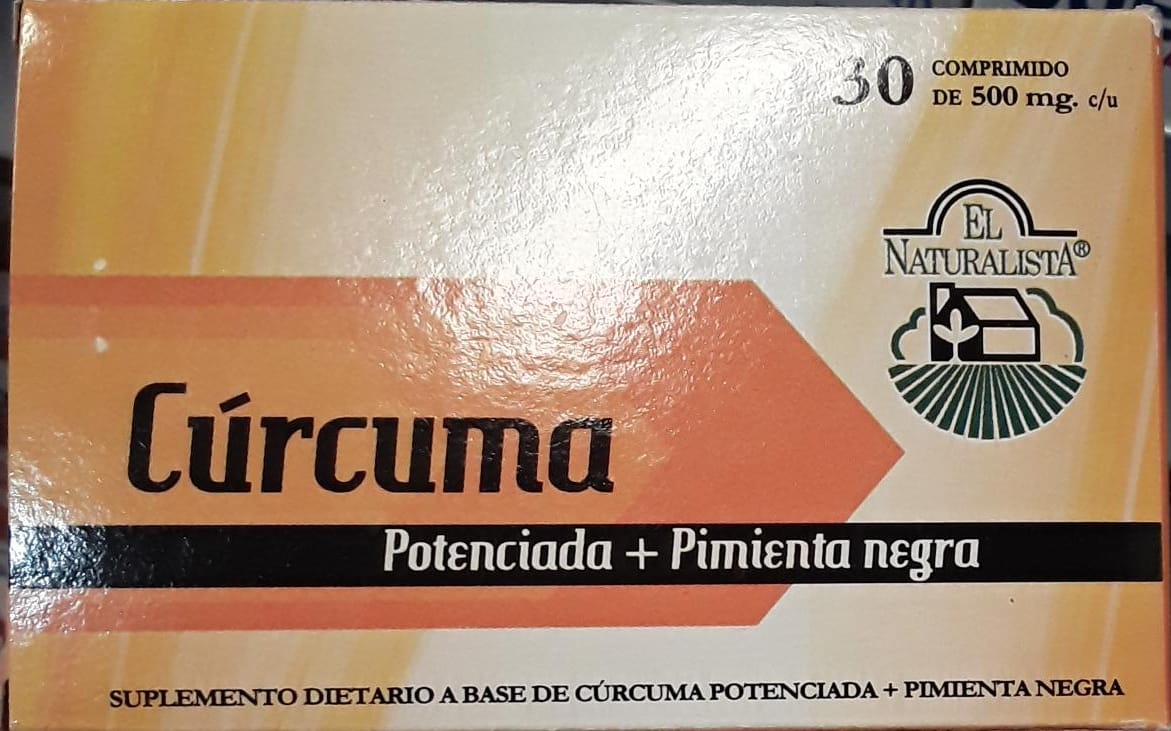 30 COMPRIMIDO
DE 500 mg. c/u
EL
NATURALISTA®
Cúrcuma
Potenciada + Pimienta negra
SUPLEMENTO DIETARIO A BASE DE CÚRCUMA POTENCIADA + PIMIENTA NEGRA